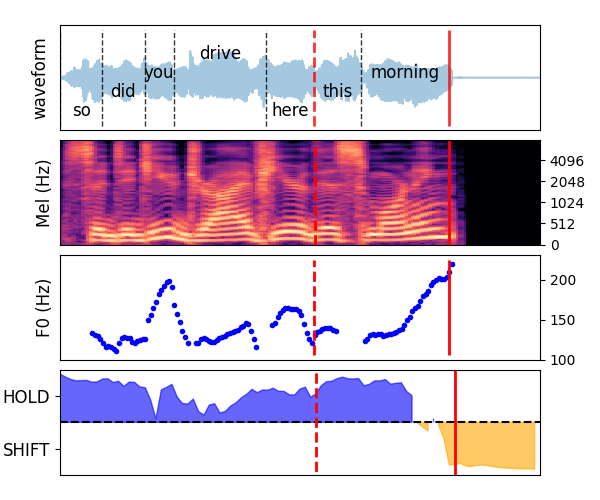 waveform
so
did
you
drive
here
this
morning
Mel (Hz)
4096
2048
1024
512
0
F0 (Hz)
200
150
100
HOLD
SHIFT